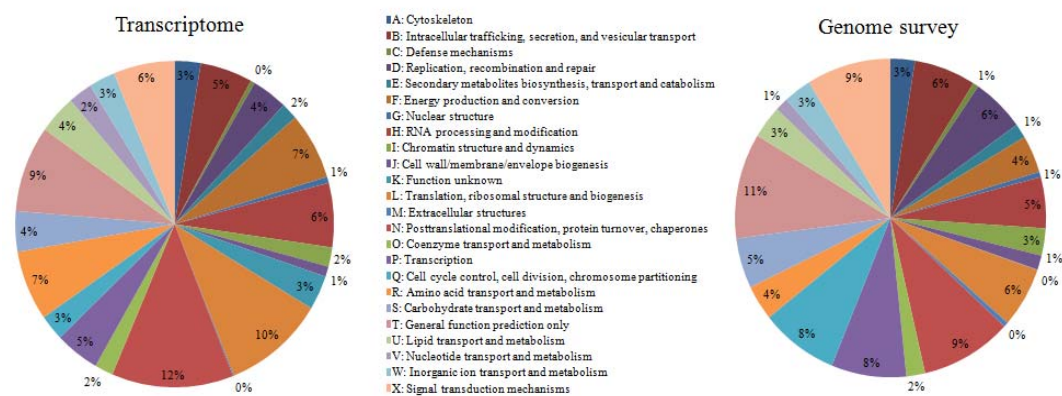 Transcriptome
3%
5%
0%
4%
2%
7%
1%
6%
2%
1%
3%
10%
0%
12%
2%
5%
3%
7%
4%
9%
4%
2%
3%
6%
A: Cytoskeleton
B: Intracellular trafficking, secretion, and vesicular transport
C: Defense mechanisms
D: Replication, recombination and repair
E: Secondary metabolites biosynthesis, transport and catabolism
F: Energy production and conversion
G: Nuclear structure
H: RNA processing and modification
I: Chromatin structure and dynamics
J: Cell wall/membrane/envelope biogenesis
K: Function unknown
L: Translation, ribosomal structure and biogenesis
M: Extracellular structures
N: Posttranslational modification, protein turnover, chaperones
O: Coenzyme transport and metabolism
P: Transcription
Q: Cell cycle control, cell division, chromosome partitioning
R: Amino acid transport and metabolism
S: Carbohydrate transport and metabolism
T: General function prediction only
U: Lipid transport and metabolism
V: Nucleotide transport and metabolism
W: Inorganic ion transport and metabolism
X: Signal transduction mechanisms
Genome survey
3%
6%
1%
6%
1%
4%
1%
5%
3%
1%
0%
6%
0%
9%
2%
8%
8%
4%
5%
11%
3%
1%
3%
9%